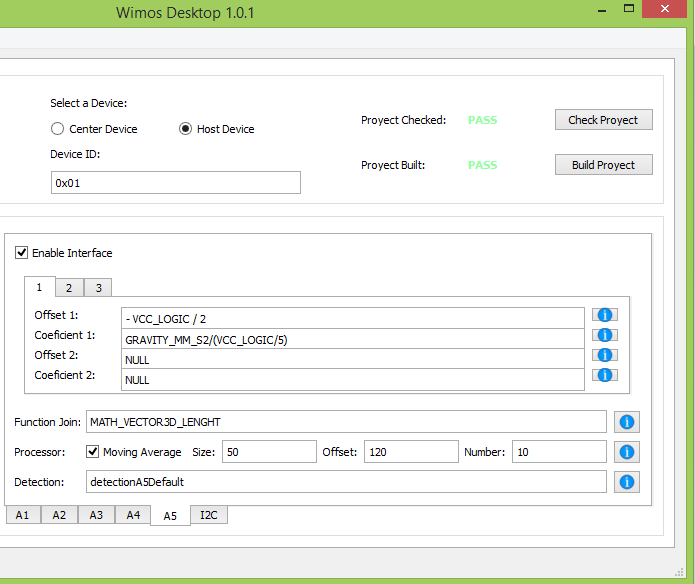 Wimos Desktop 1.0.1
Select a Device:
Center Device Host Device
Proyect Checked: PASS Check Proyect
Device ID:
Proyect Built: PASS Build Proyect
0x01
Enable Interface
1 2 3
Offset 1: - VCC_LOGIC / 2
Coeficient 1: GRAVITY_MM_S2/(VCC_LOGIC/5)
Offset 2: NULL
Coeficient 2: NULL
Function Join: MATH_VECTOR3D_LENGHT
Processor: Moving Average Size: 50 Offset: 120 Number: 10
Detection: detectionA5Default
A1 A2 A3 A4 A5 I2C